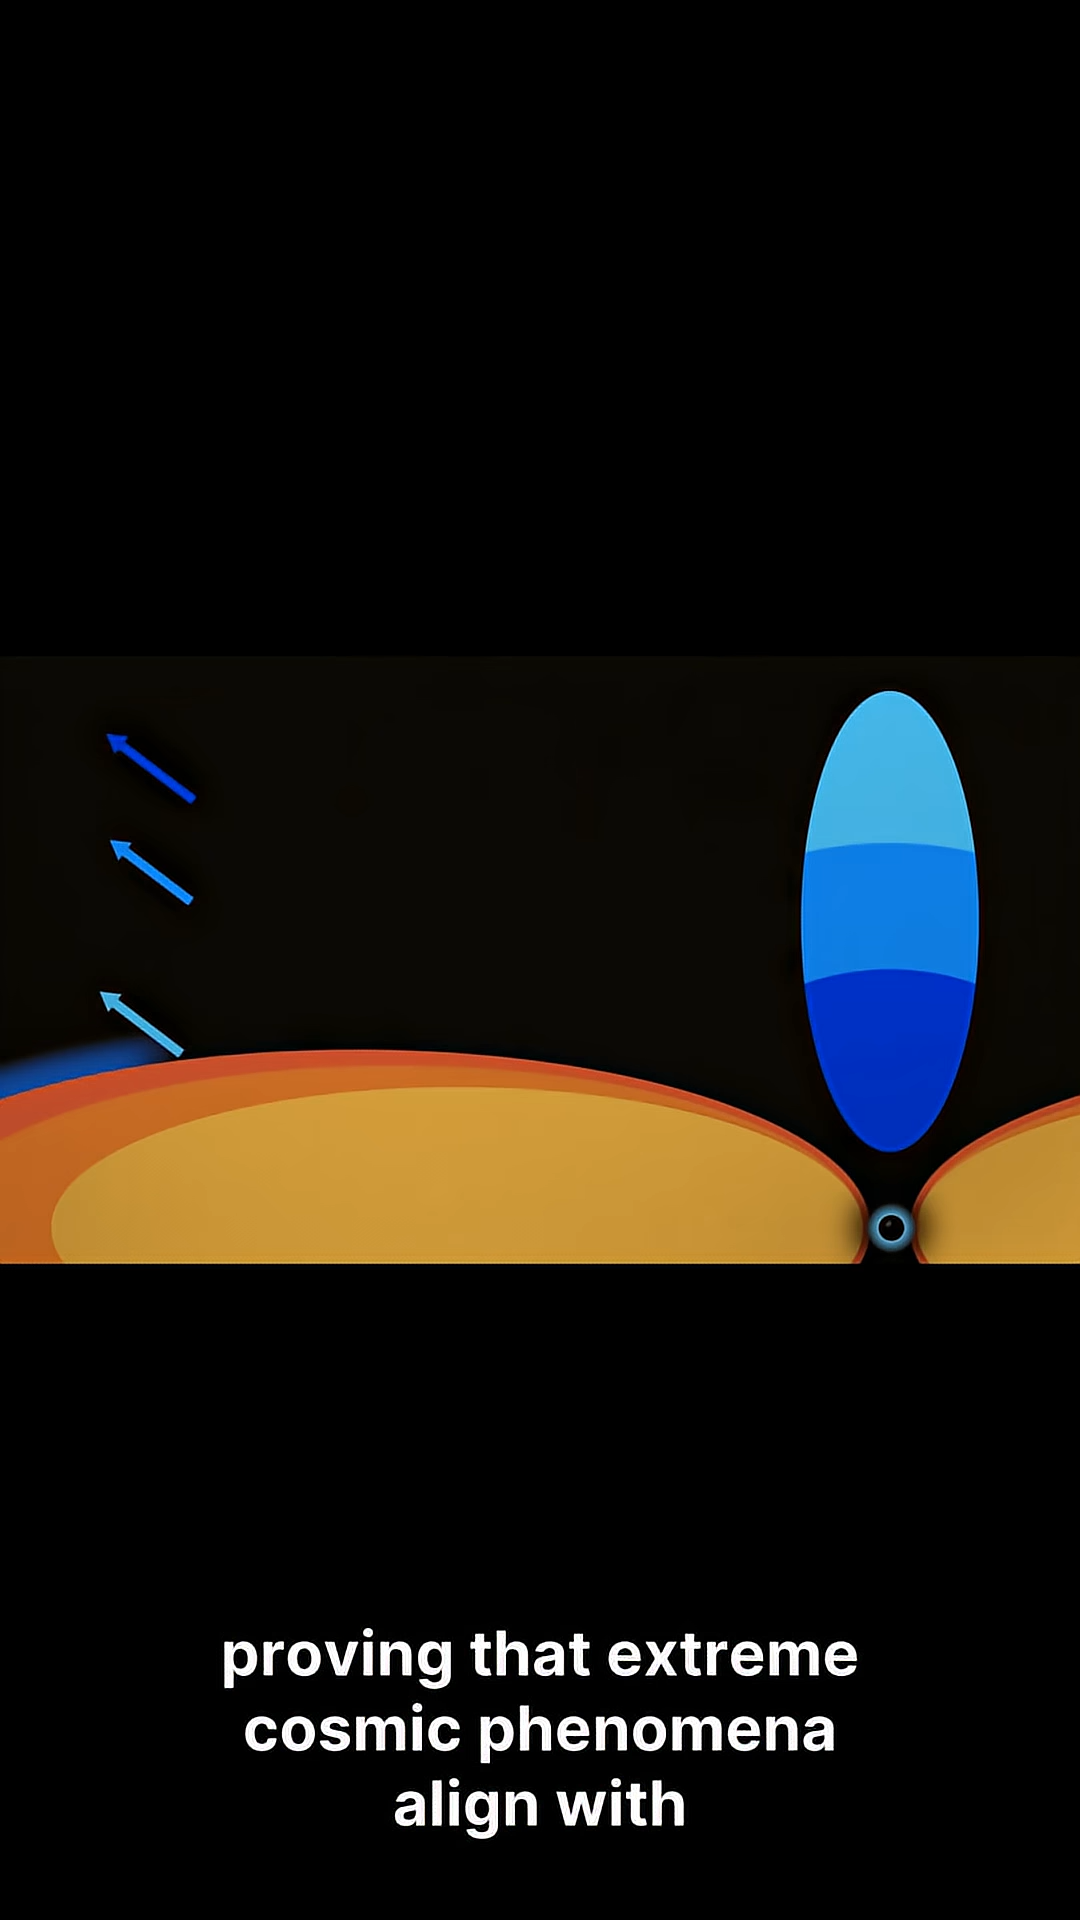 proving that extreme
cosmic phenomena
align with